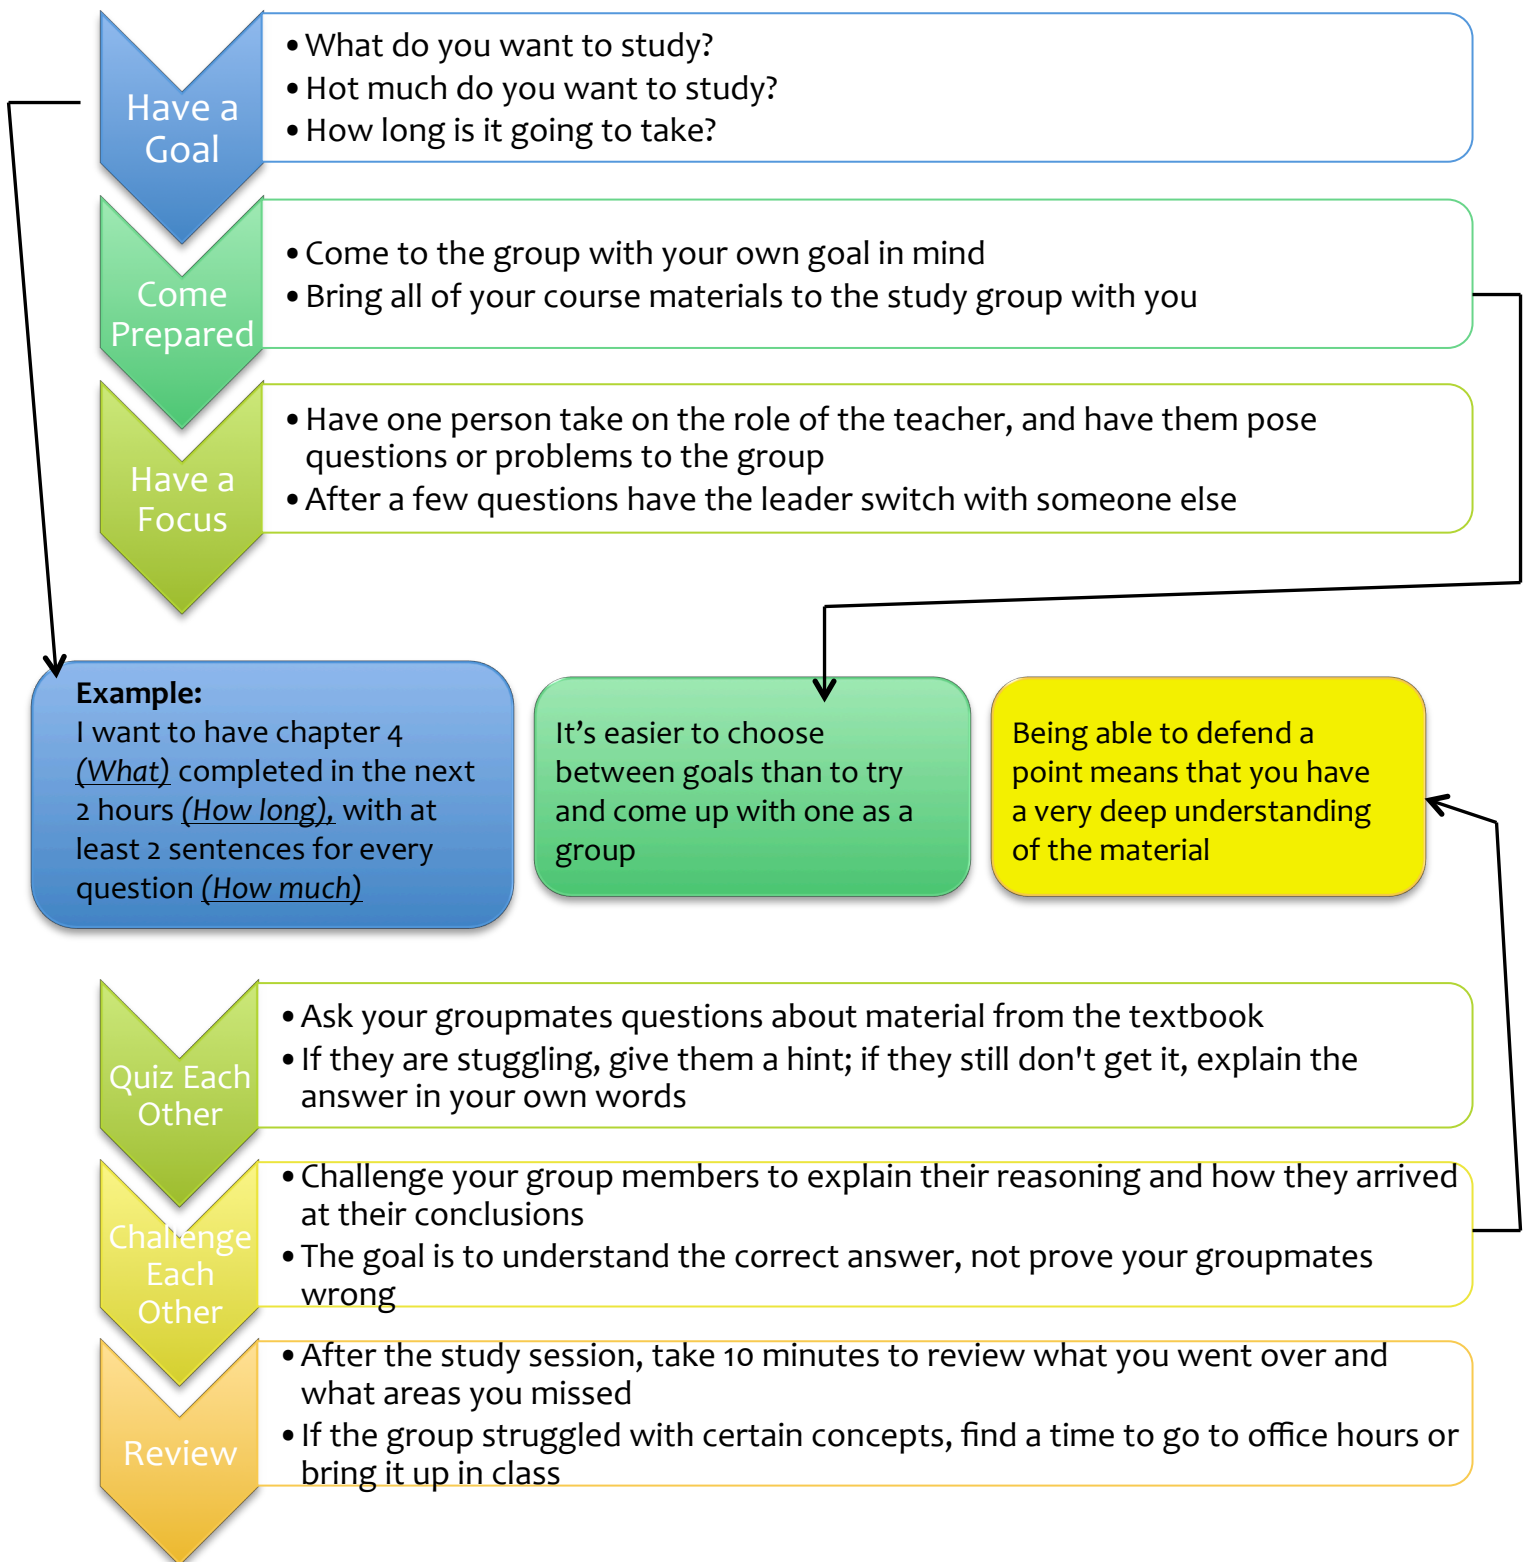 Have a
Goal
• What do you want to study?
• Hot much do you want to study?
• How long is it going to take?
Come
Prepared
• Come to the group with your own goal in mind
• Bring all of your course materials to the study group with you
Have a
Focus
• Have one person take on the role of the teacher, and have them pose
questions or problems to the group
• After a few questions have the leader switch with someone else
Example:
I want to have chapter 4
(What) completed in the next
2 hours (How long), with at
least 2 sentences for every
question (How much)
It's easier to choose
between goals than to try
and come up with one as a
group
Being able to defend a
point means that you have
a very deep understanding
of the material
Quiz Each
Other
• Ask your groupmates questions about material from the textbook
• If they are stuggling, give them a hint; if they still don't get it, explain the
answer in your own words
Challenge
Each
Other
• Challenge your group members to explain their reasoning and how they arrived
at their conclusions
• The goal is to understand the correct answer, not prove your groupmates
wrong
Review
• After the study session, take 10 minutes to review what you went over and
what areas you missed
• If the group struggled with certain concepts, find a time to go to office hours or
bring it up in class